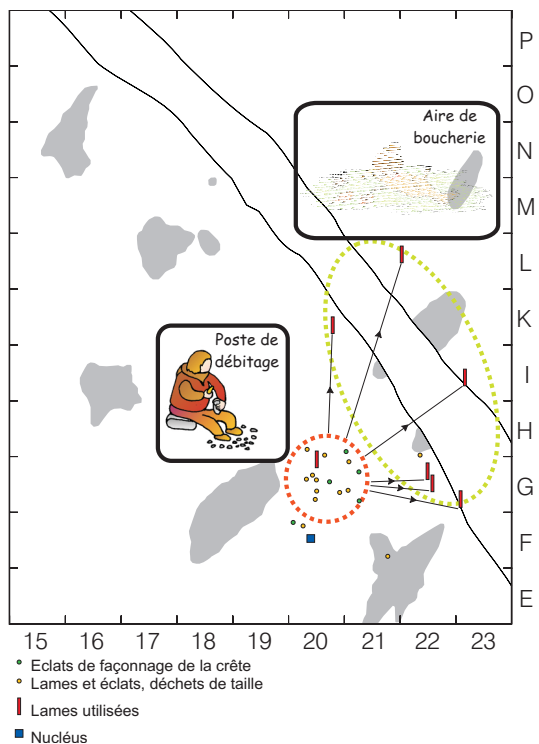 P
O
Aire de
boucherie
N
M
L
K
Poste de
débitage
I
H
G
F
E
15 16 17 18 19 20 21 22 23
Eclats de façonnage de la crête
Lames et éclats, déchets de taille
Lames utilisées
Nucléus